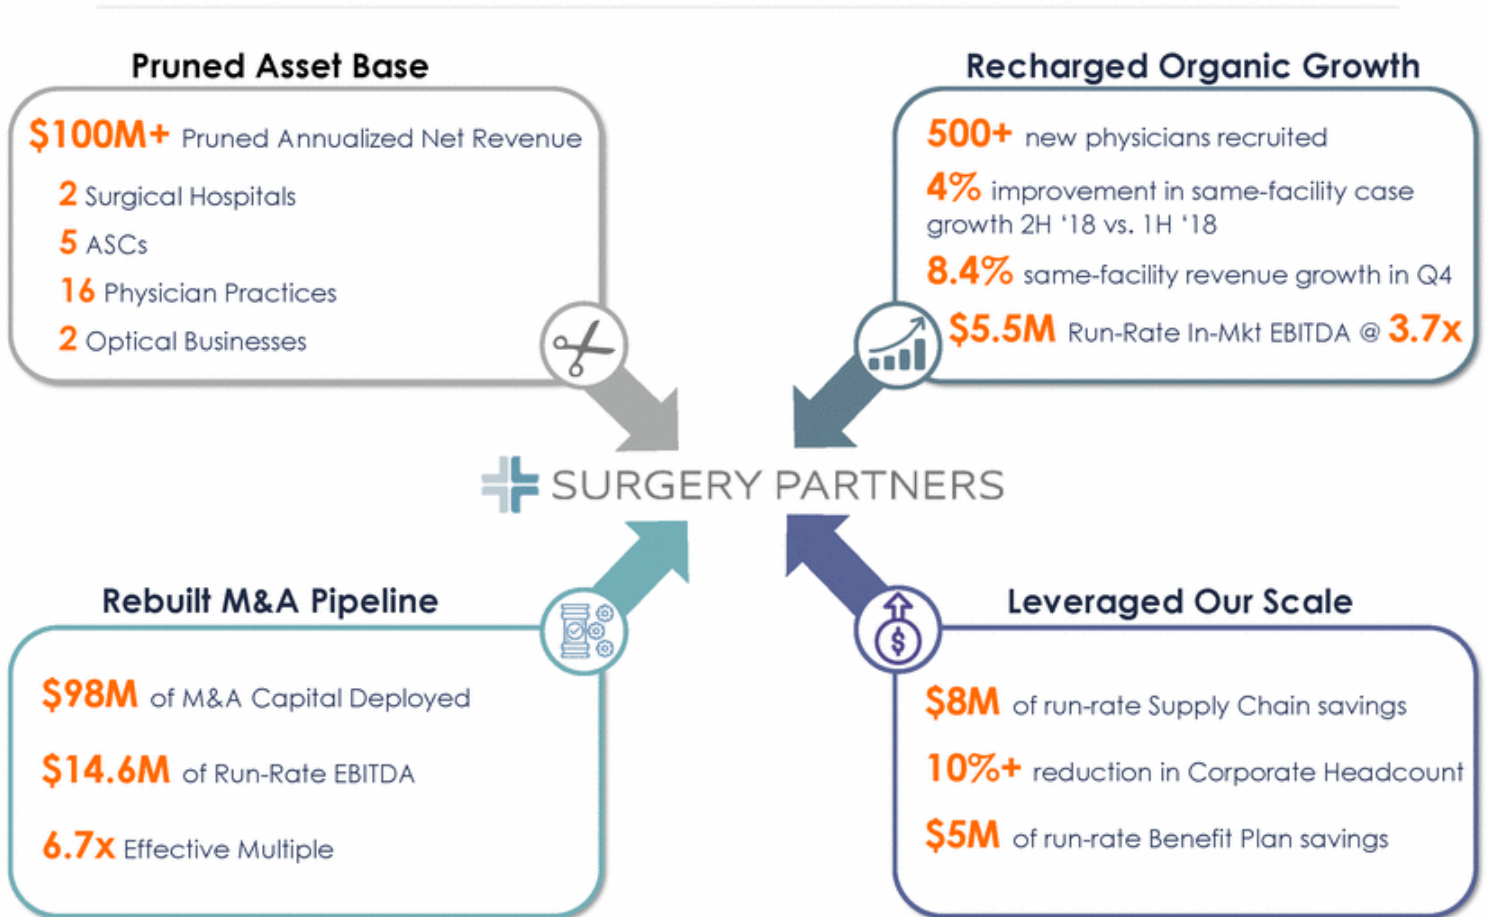 Pruned Asset Base
$100M+ Pruned Annualized Net Revenue
2 Surgical Hospitals
5 ASCs
16 Physician Practices
2 Optical Businesses
Recharged Organic Growth
500+ new physicians recruited
4% improvement in same-facility case
growth 2H ‘18 vs. 1H ‘18
8.4% same-facility revenue growth in Q4
$5.5M Run-Rate In-Mkt EBITDA @ 3.7x
SURGERY PARTNERS
Rebuilt M&A Pipeline
$98M of M&A Capital Deployed
$14.6M of Run-Rate EBITDA
6.7x Effective Multiple
Leveraged Our Scale
$
$8M of run-rate Supply Chain savings
10%+ reduction in Corporate Headcount
$5M of run-rate Benefit Plan savings